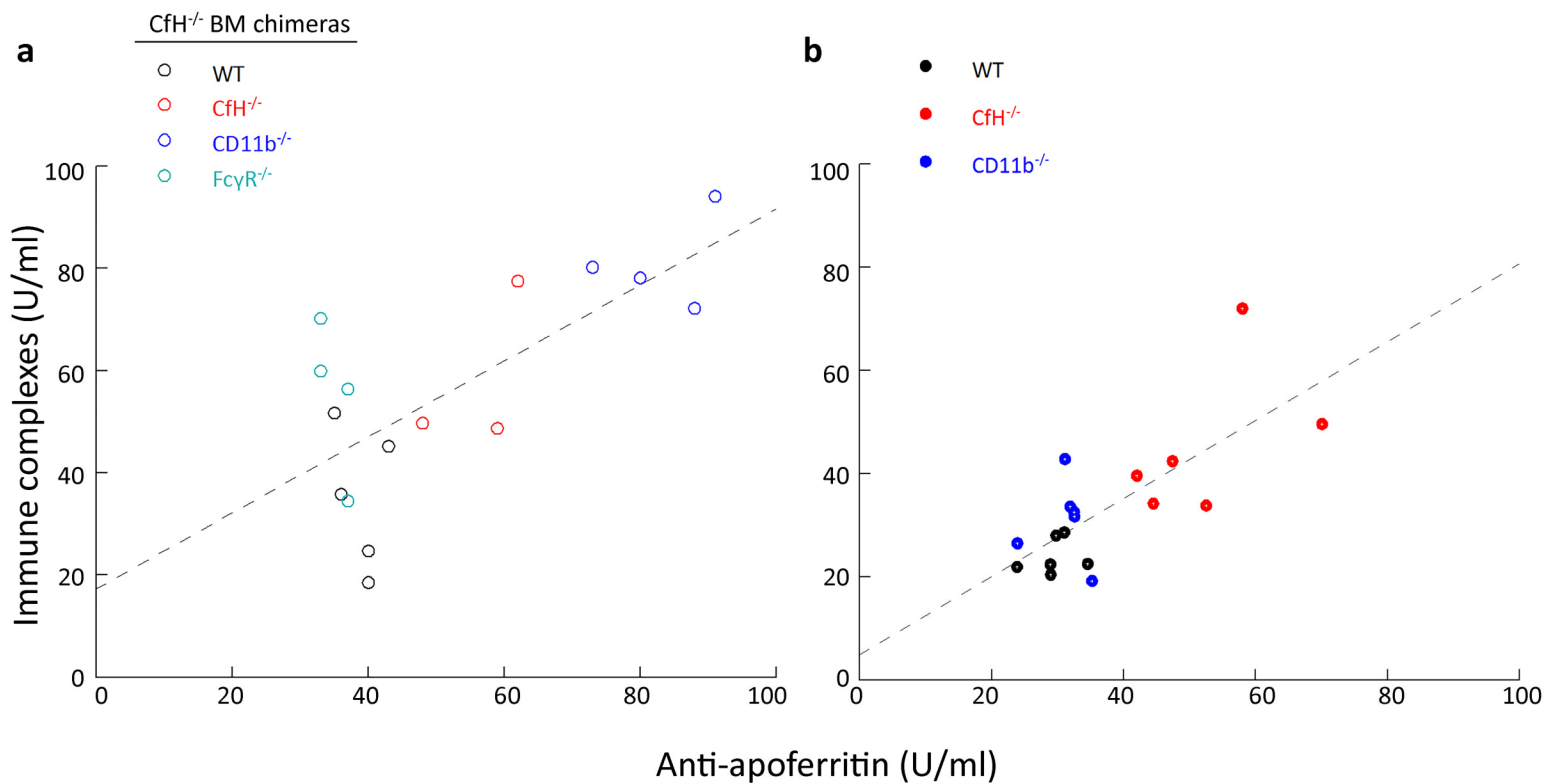 CfH-/- BM chimeras
a
WT
CfH-/-
CD11b-/-
FcγR-/-
100
80
60
40
20
0
0 20 40 60 80 100
Immune complexes (U/ml)
b
WT
CfH-/-
CD11b-/-
100
80
60
40
20
0
0 20 40 60 80 100
Anti-apoferritin (U/ml)